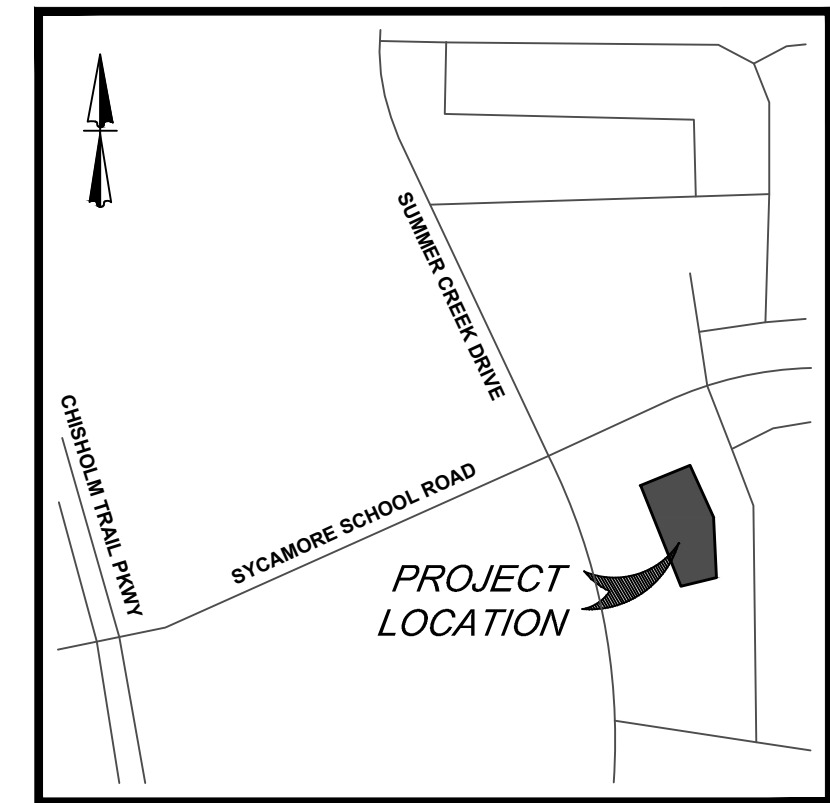 SUMMER CREEK DRIVE
CHISHOLM TRAIL PKWY
SYCAMORE SCHOOL ROAD
PROJECT
LOCATION